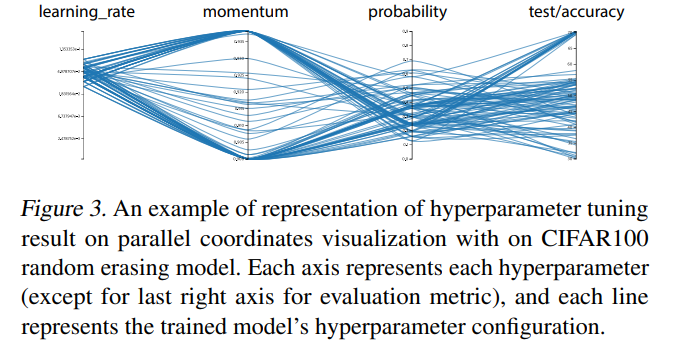 learning_rate momentum probability test/accuracy
Figure 3. An example of representation of hyperparameter tuning
result on parallel coordinates visualization with on CIFAR100
random erasing model. Each axis represents each hyperparameter
(except for last right axis for evaluation metric), and each line
represents the trained model's hyperparameter configuration.